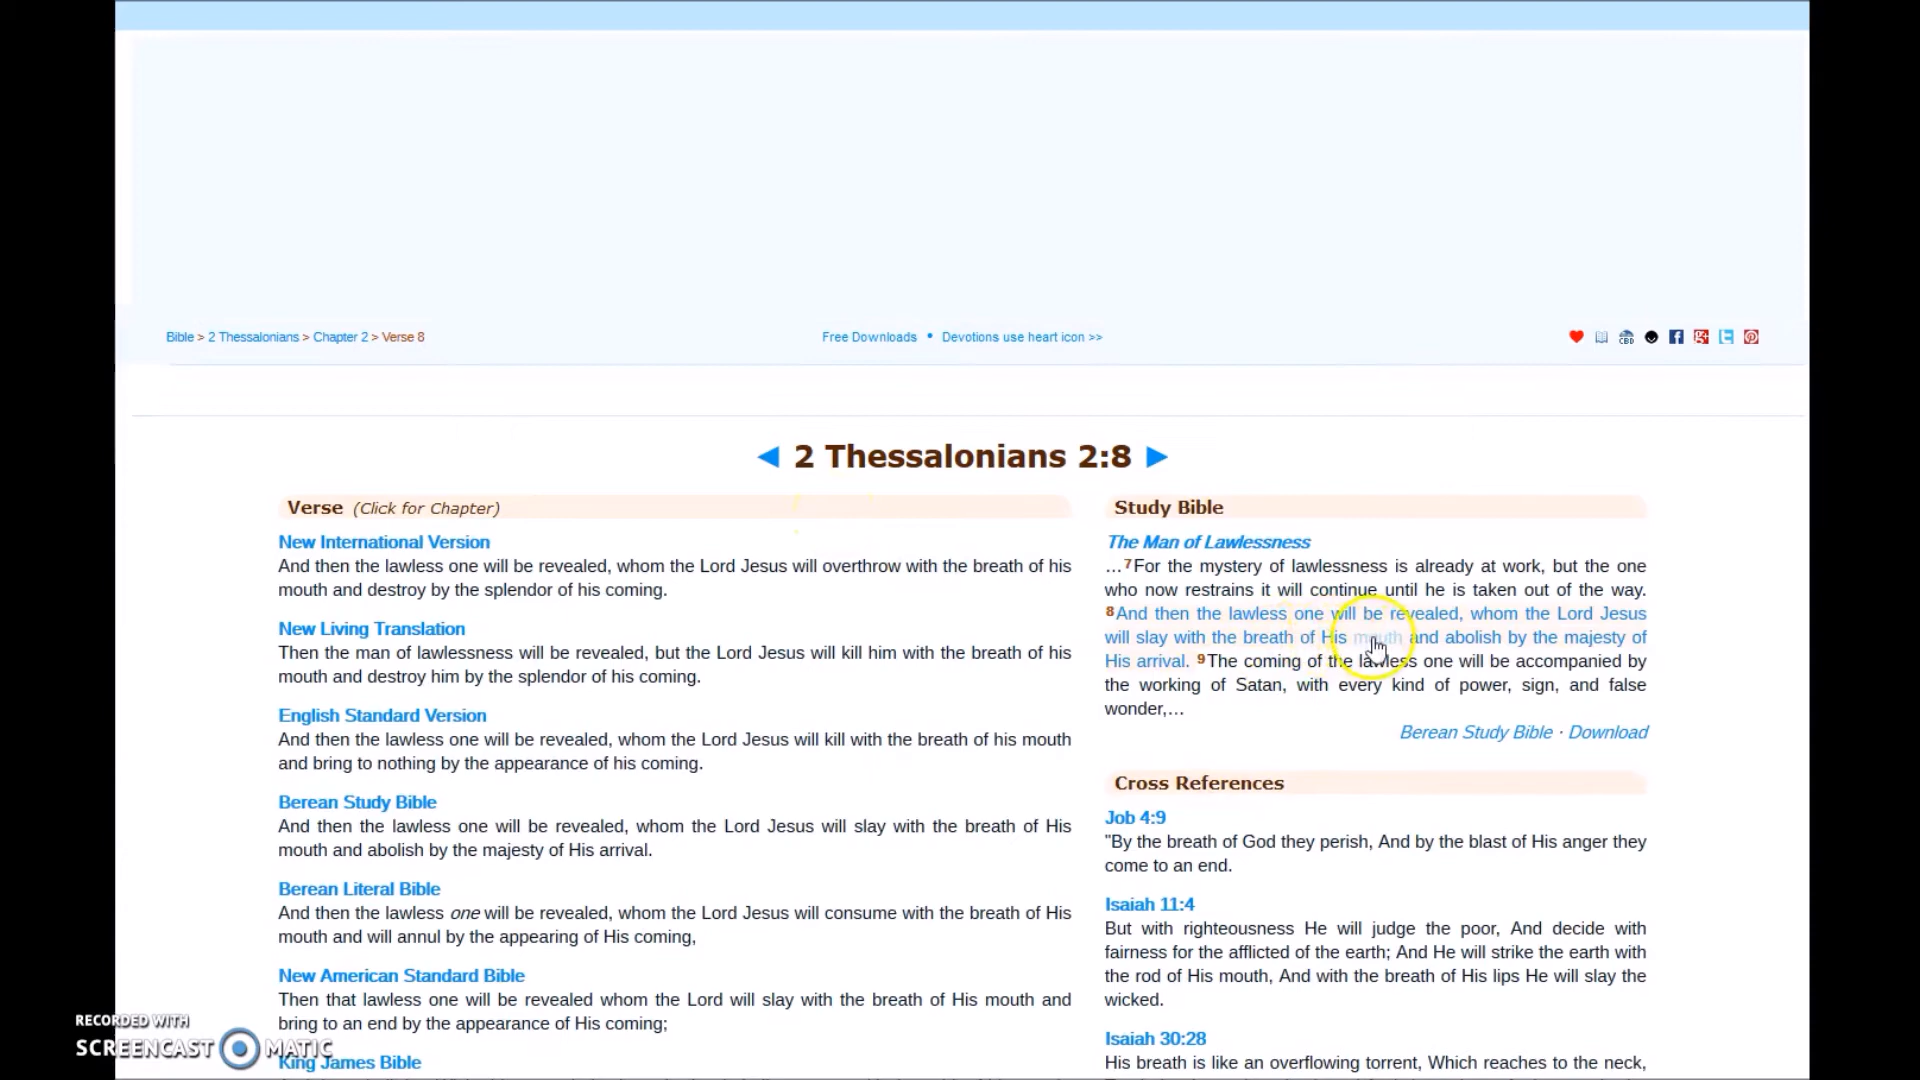 Bible > 2 Thessalonians > Chapter 2 > Verse 8
Free Downloads • Devotions use heart icon >>
CBD
◄ 2 Thessalonians 2:8 ►
Verse (Click for Chapter)
New International Version
And then the lawless one will be revealed, whom the Lord Jesus will overthrow with the breath of his
mouth and destroy by the splendor of his coming.
New Living Translation
Then the man of lawlessness will be revealed, but the Lord Jesus will kill him with the breath of his
mouth and destroy him by the splendor of his coming.
English Standard Version
And then the lawless one will be revealed, whom the Lord Jesus will kill with the breath of his mouth
and bring to nothing by the appearance of his coming.
Berean Study Bible
And then the lawless one will be revealed, whom the Lord Jesus will slay with the breath of His
mouth and abolish by the majesty of His arrival.
Berean Literal Bible
And then the lawless one will be revealed, whom the Lord Jesus will consume with the breath of His
mouth and will annul by the appearing of His coming,
New American Standard Bible
Then that lawless one will be revealed whom the Lord will slay with the breath of His mouth and
bring to an end by the appearance of His coming;
King James Bible
Study Bible
The Man of Lawlessness
…7For the mystery of lawlessness is already at work, but the one
who now restrains it will continue until he is taken out of the way.
8And then the lawless one will be revealed, whom the Lord Jesus
will slay with the breath of His mouth and abolish by the majesty of
His arrival. 9The coming of the lawless one will be accompanied by
the working of Satan, with every kind of power, sign, and false
wonder,…
Berean Study Bible · Download
Cross References
Job 4:9
"By the breath of God they perish, And by the blast of His anger they
come to an end.
Isaiah 11:4
But with righteousness He will judge the poor, And decide with
fairness for the afflicted of the earth; And He will strike the earth with
the rod of His mouth, And with the breath of His lips He will slay the
wicked.
Isaiah 30:28
His breath is like an overflowing torrent, Which reaches to the neck,
RECORDED WITH
SCREENCAST MATIC